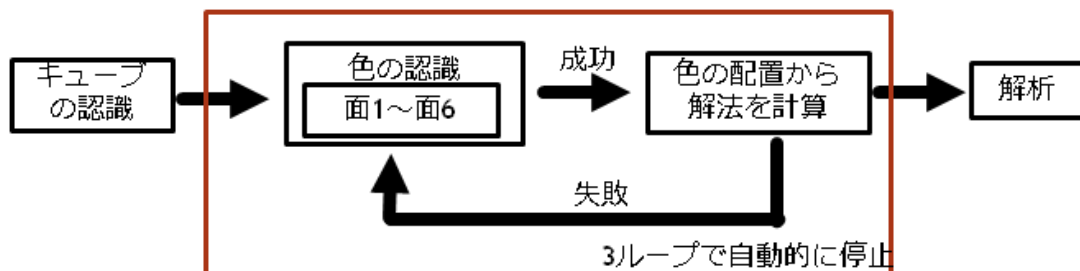 キューブ
の認識
色の認識
面1～面6
成功
色の配置から
解法を計算
解析
失敗
3ループで自動的に停止